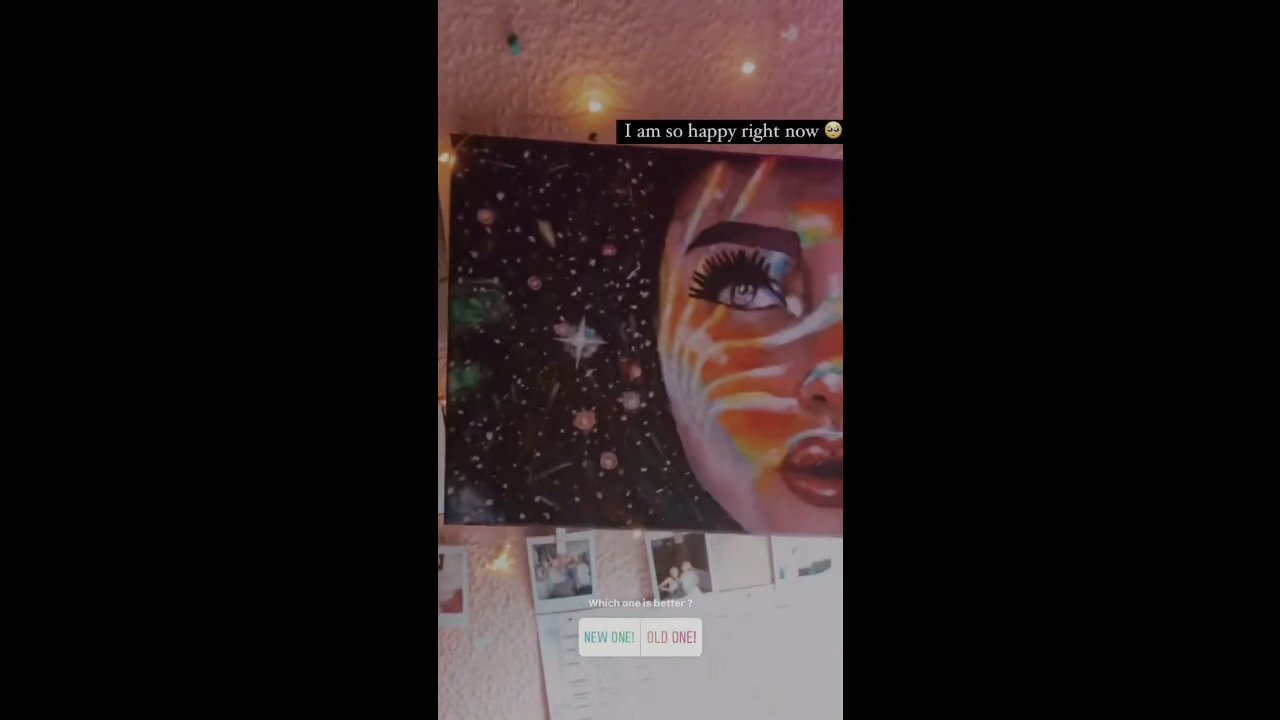 I am so happy right now 🥺
Which one is better ?
NEW ONE!
OLD ONE!